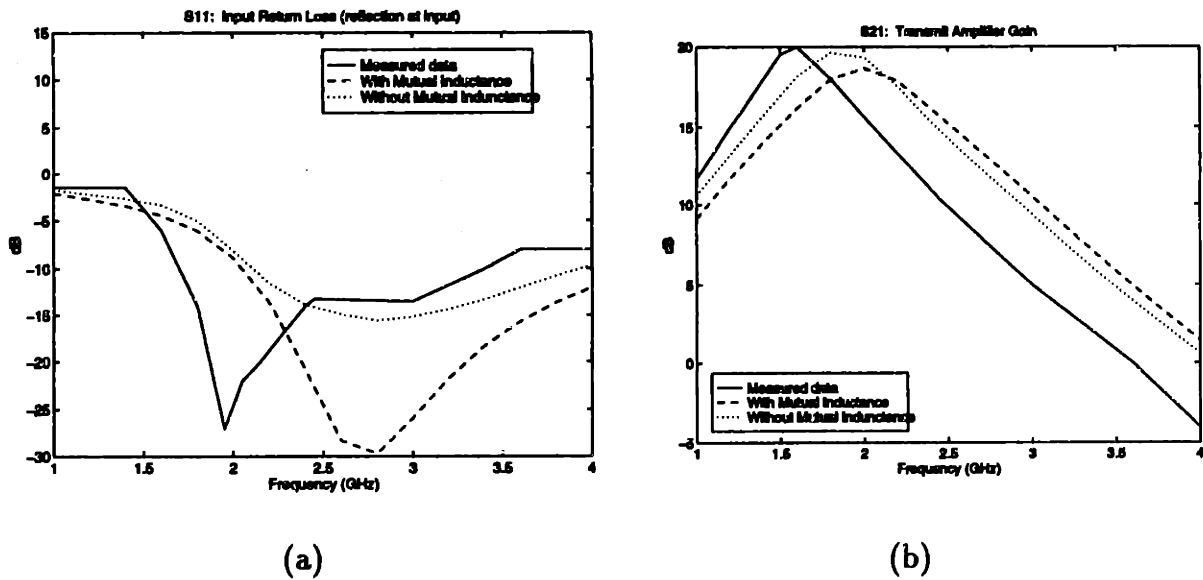 S11: Input Return Loss (reflection at input)
15
10
5
0
-5
-10
-15
-20
-25
-30
dB
Measured data
With Mutual Inductance
Without Mutual Indunctance
1
1.5
2
2.5
3
3.5
4
Frequency (GHz)
(a)
S21: Transmit Amplifier Gain
20
15
10
5
0
-5
dB
Measured data
With Mutual Inductance
Without Mutual Indunctance
1
1.5
2
2.5
3
3.5
4
Frequency (GHz)
(b)